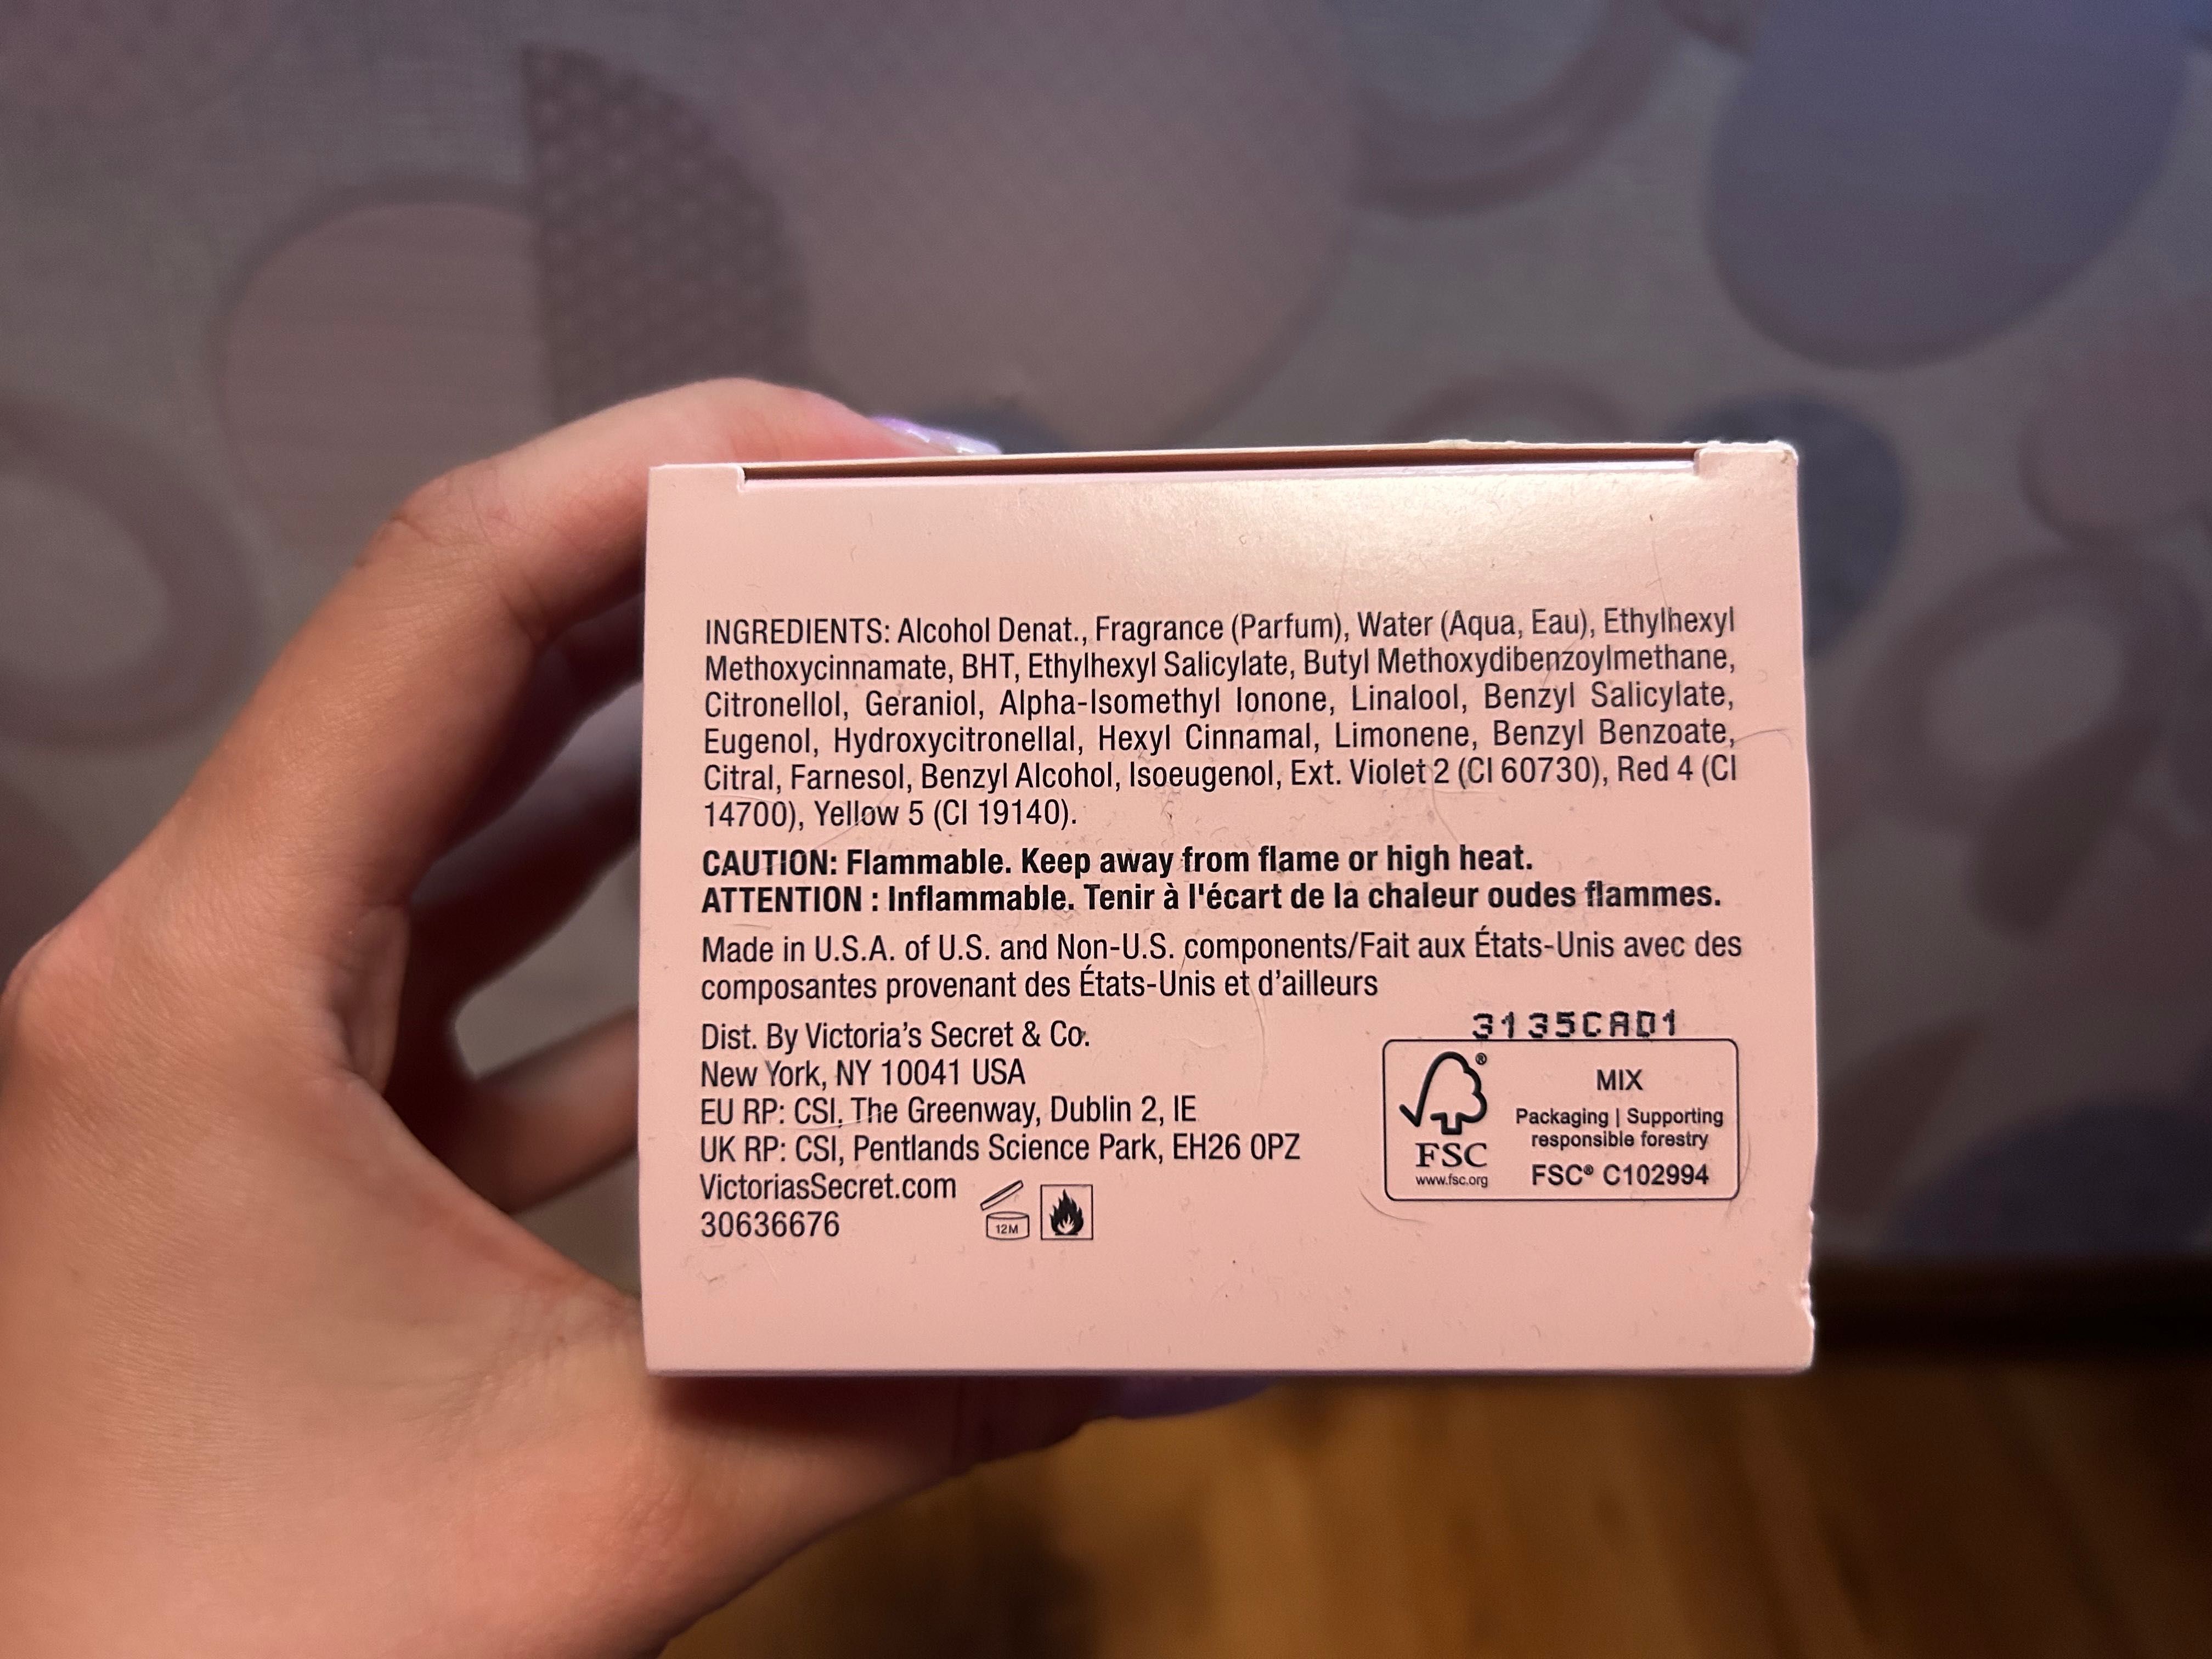 INGREDIENTS: Alcohol Denat., Fragrance (Parfum), Water (Aqua, Eau), Ethylhexyl
Methoxycinnamate, BHT, Ethylhexyl Salicylate, Butyl Methoxydibenzoylmethane,
Citronellol, Geraniol, Alpha-Isomethyl Ionone, Linalool, Benzyl Salicylate,
Eugenol, Hydroxycitronellal, Hexyl Cinnamal, Limonene, Benzyl Benzoate,
Citral, Farnesol, Benzyl Alcohol, Isoeugenol, Ext. Violet 2 (CI 60730), Red 4 (CI
14700), Yellow 5 (CI 19140).
CAUTION: Flammable. Keep away from flame or high heat.
ATTENTION : Inflammable. Tenir à l'écart de la chaleur oudes flammes.
Made in U.S.A. of U.S. and Non-U.S. components/Fait aux États-Unis avec des
composantes provenant des États-Unis et d'ailleurs
Dist. By Victoria's Secret & Co.
New York, NY 10041 USA
EU RP: CSI, The Greenway, Dublin 2, IE
UK RP: CSI, Pentlands Science Park, EH26 0PZ
VictoriasSecret.com
30636676
12M
3135CA01
®
FSC
www.fsc.org
MIX
Packaging | Supporting
responsible forestry
FSC® C102994